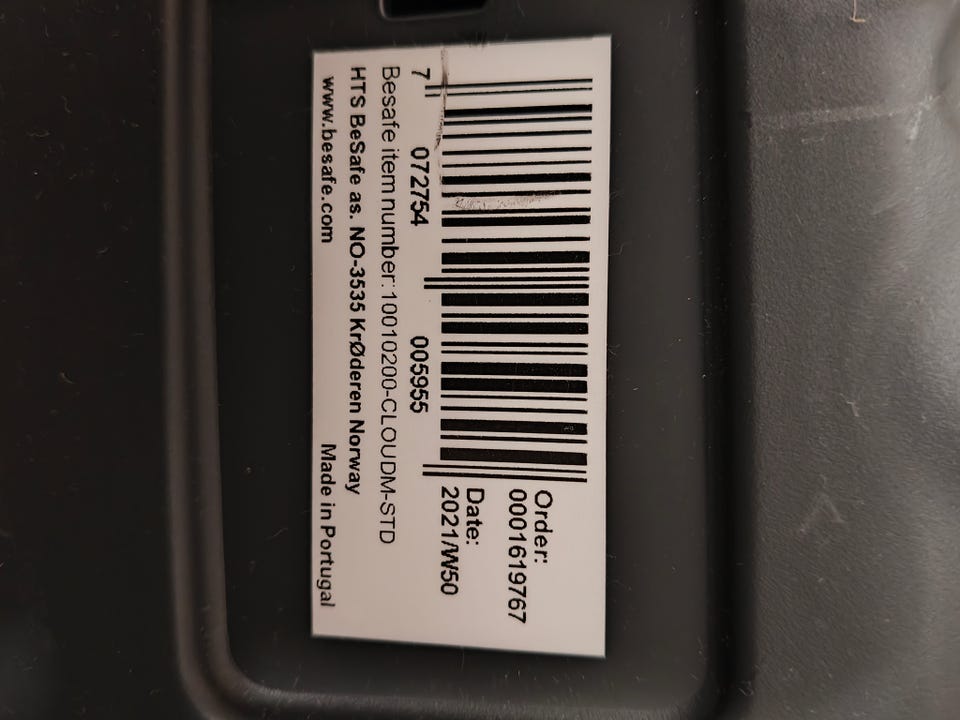 Order:
0001619767
Date:
2021/W50
7 072754 005955
Besafe item number:10010200-CLOUDM-STD
HTS BeSafe as. NO-3535 KrØderen Norway
www.besafe.com Made in Portugal